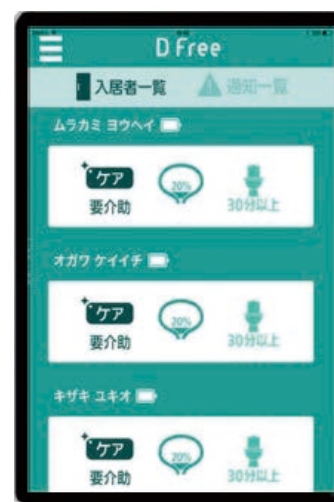 D Free
入居者一覧 通知一覧
ムラカミ ヨウヘイ
ケア 20%
要介助 30分以上
オガワ ケイイチ
ケア 20%
要介助 30分以上
キザキ ユキオ
ケア 20%
要介助 30分以上